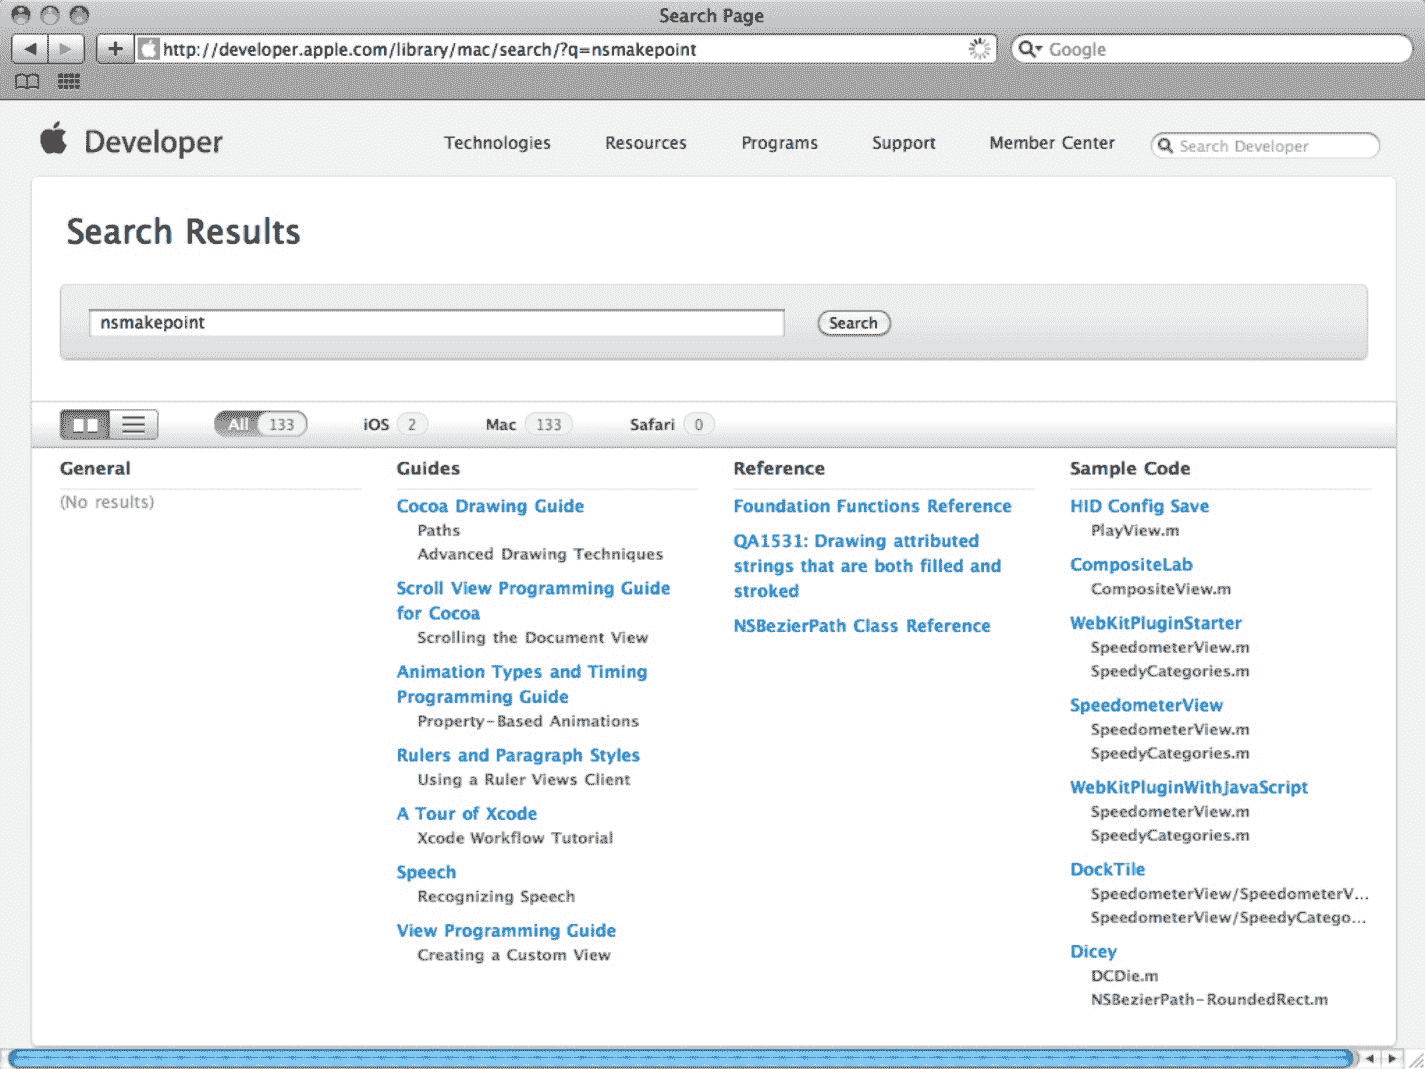 Search Page
http://developer.apple.com/library/mac/search/?q=nsmakepoint
Google
Developer
Technologies
Resources
Programs
Support
Member Center
Search Developer
Search Results
nsmakepoint
Search
All 133
iOS 2
Mac 133
Safari 0
General
(No results)
Guides
Cocoa Drawing Guide
Paths
Advanced Drawing Techniques
Scroll View Programming Guide
for Cocoa
Scrolling the Document View
Animation Types and Timing
Programming Guide
Property-Based Animations
Rulers and Paragraph Styles
Using a Ruler Views Client
A Tour of Xcode
Xcode Workflow Tutorial
Speech
Recognizing Speech
View Programming Guide
Creating a Custom View
Reference
Foundation Functions Reference
QA1531: Drawing attributed
strings that are both filled and
stroked
NSBezierPath Class Reference
Sample Code
HID Config Save
PlayView.m
CompositeLab
CompositeView.m
WebKitPluginStarter
SpeedometerView.m
SpeedyCategories.m
SpeedometerView
SpeedometerView.m
SpeedyCategories.m
WebKitPluginWithJavaScript
SpeedometerView.m
SpeedyCategories.m
DockTile
SpeedometerView/SpeedometerV...
SpeedometerView/SpeedyCatego...
Dicey
DCDie.m
NSBezierPath-RoundedRect.m